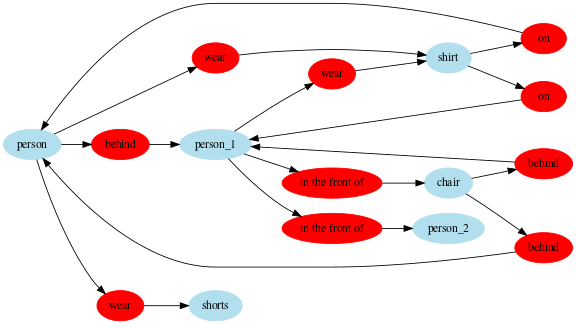 on
wear
shirt
wear
on
person
behind
person_1
behind
in the front of
chair
in the front of
person_2
behind
wear
shorts